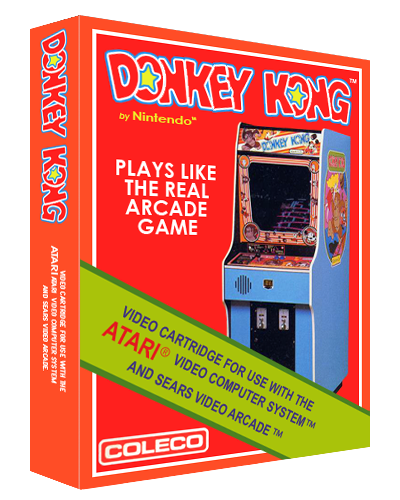 DONKEY KONG
VIDEO CARTRIDGE FOR USE WITH THE
ATARI VIDEO COMPUTER SYSTEM
AND SEARS VIDEO ARCADE
DONKEY KONG™
by Nintendo™
PLAYS LIKE
THE REAL
ARCADE
GAME
DONKEY KONG
VIDEO CARTRIDGE FOR USE WITH THE
ATARI® VIDEO COMPUTER SYSTEM™
AND SEARS VIDEO ARCADE™
COLECO